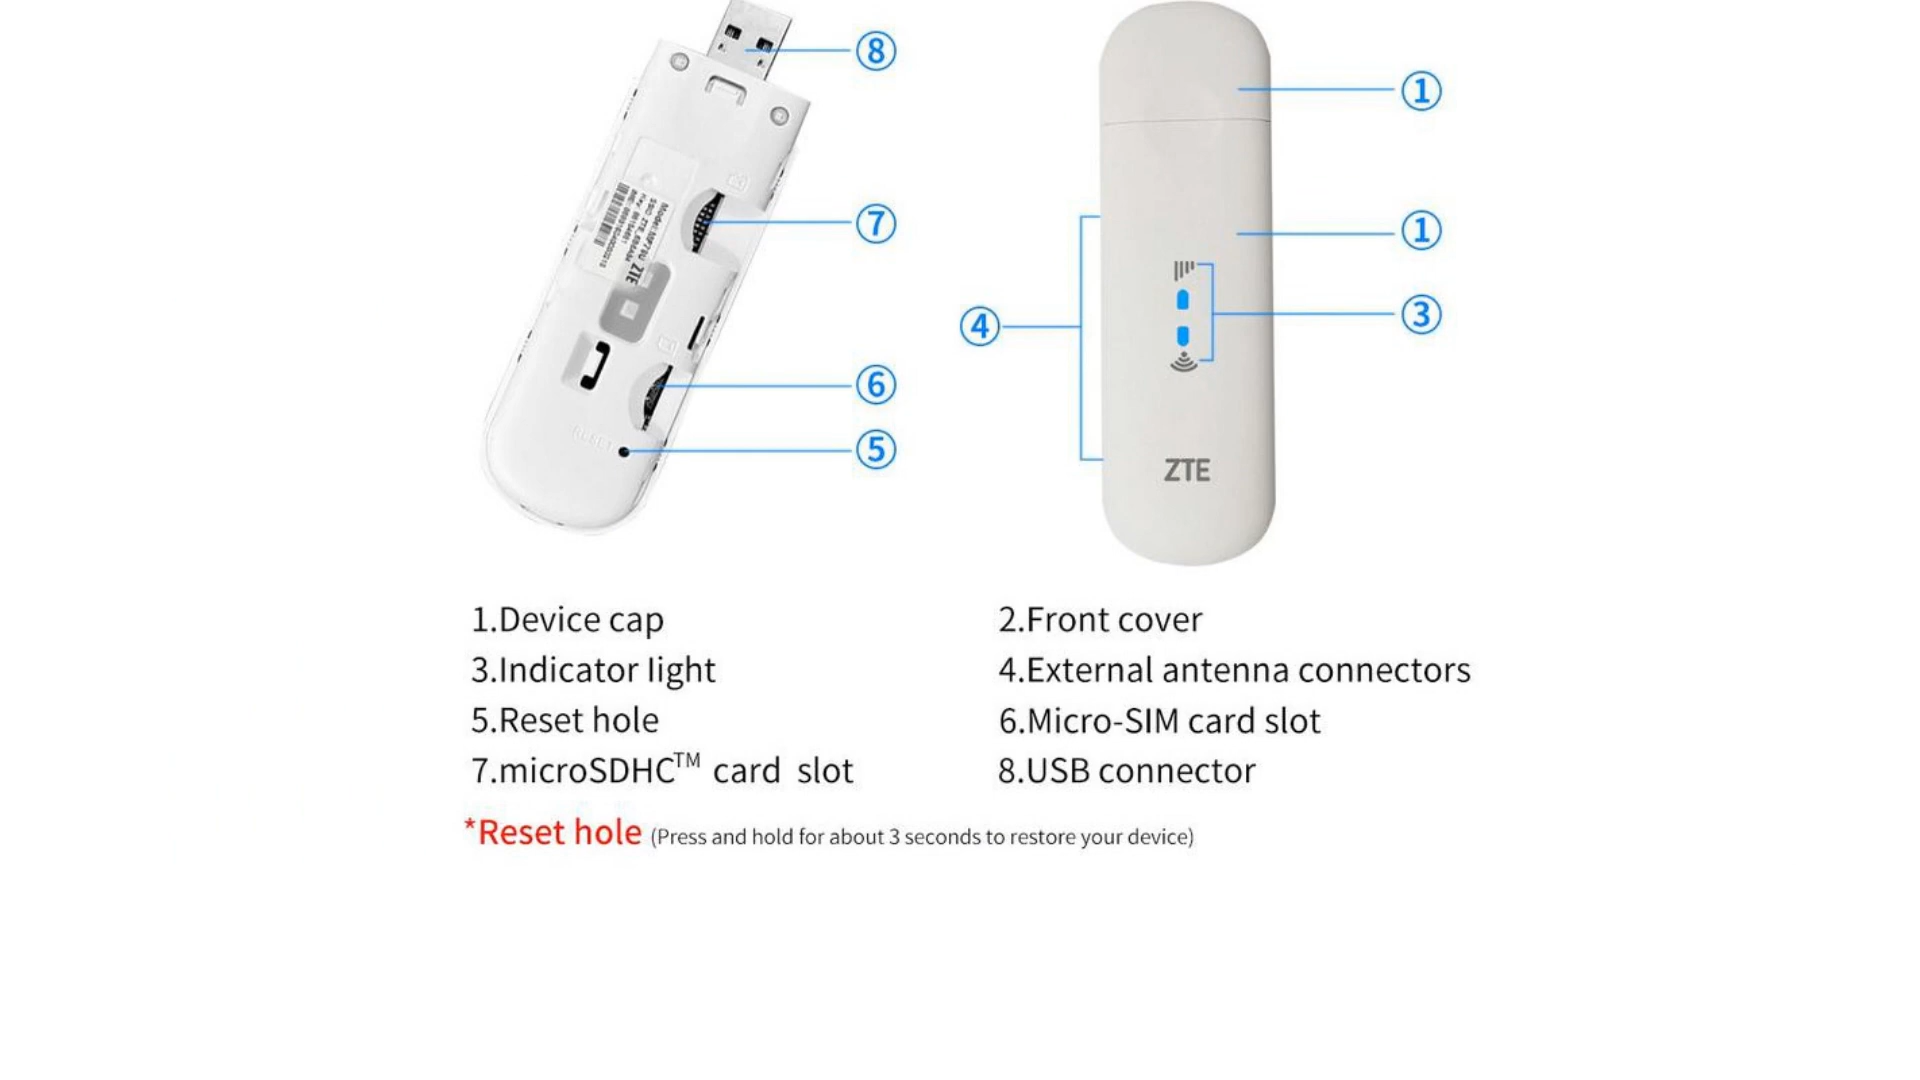 ⑧
①
⑦
①
③
④
⑥
⑤
RESET
ZTE
ZTE
1.Device cap
2.Front cover
3.Indicator light
4.External antenna connectors
5.Reset hole
6.Micro-SIM card slot
7.microSDHC™ card slot
8.USB connector
*Reset hole (Press and hold for about 3 seconds to restore your device)